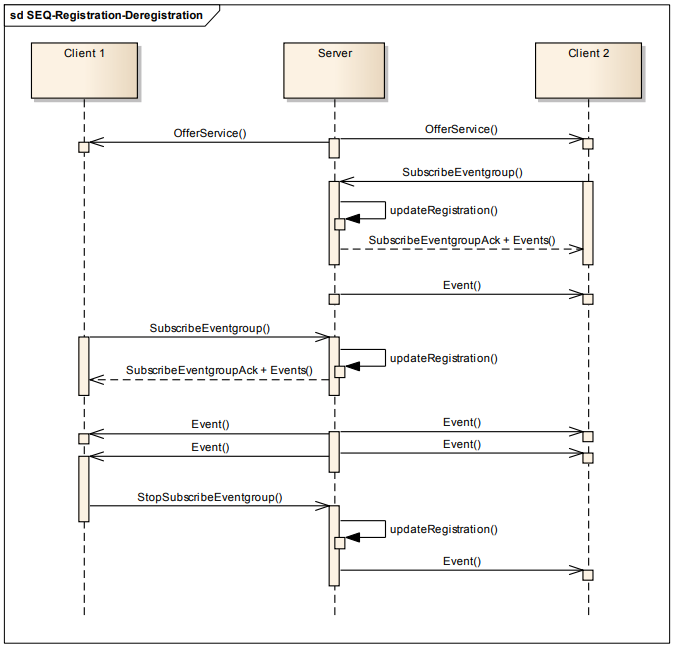 sd SEQ-Registration-Deregistration
Client 1
Server
Client 2
OfferService()
OfferService()
SubscribeEventgroup()
updateRegistration()
SubscribeEventgroupAck + Events()
Event()
SubscribeEventgroup()
updateRegistration()
SubscribeEventgroupAck + Events()
Event()
Event()
Event()
Event()
StopSubscribeEventgroup()
updateRegistration()
Event()